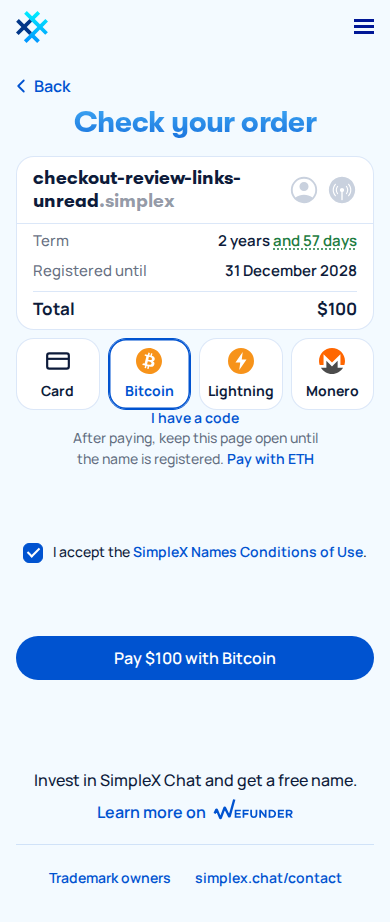 Back
Check your order
checkout-review-links-
unread.simplex
Term 2 years and 57 days
Registered until 31 December 2028
Total $100
Card Bitcoin Lightning Monero
I have a code
After paying, keep this page open until
the name is registered. Pay with ETH
I accept the SimpleX Names Conditions of Use.
Pay $100 with Bitcoin
Invest in SimpleX Chat and get a free name.
Learn more on WEFUNDER
Trademark owners simplex.chat/contact